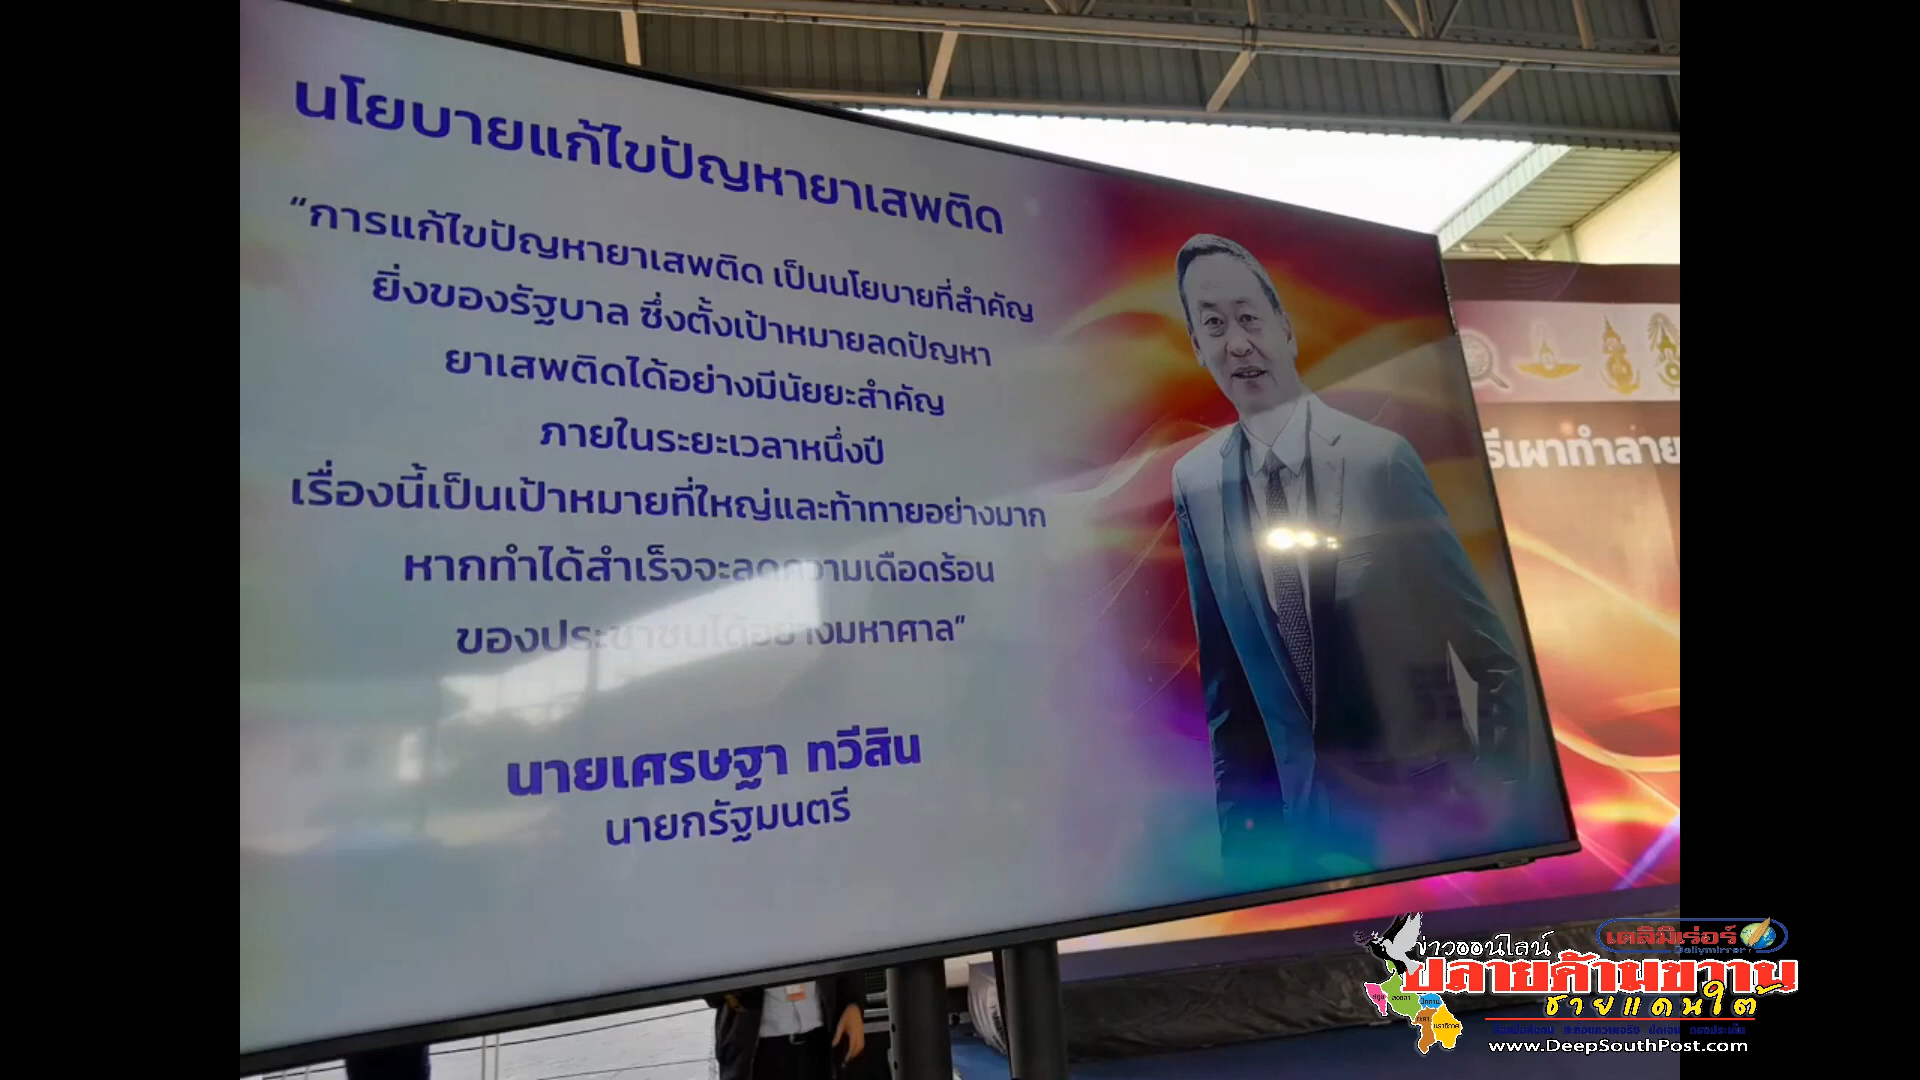 นโยบายแก้ไขปัญหายาเสพติด
“การแก้ไขปัญหายาเสพติด เป็นนโยบายที่สำคัญ
ยิ่งของรัฐบาล ซึ่งตั้งเป้าหมายลดปัญหา
ยาเสพติดได้อย่างมีนัยยะสำคัญ
ภายในระยะเวลาหนึ่งปี
เรื่องนี้เป็นเป้าหมายที่ใหญ่และท้าทายอย่างมาก
หากทำได้สำเร็จจะลดความเดือดร้อน
ของประชาชนได้อย่างมหาศาล”
นายเศรษฐา ทวีสิน
นายกรัฐมนตรี
รีเผาทำลาย
ข่าวออนไลน์
เดลิมิเร่อร์
Dailymirror
ปลายด้ามขวาน
ชายแดนใต้
www.DeepSouthPost.com